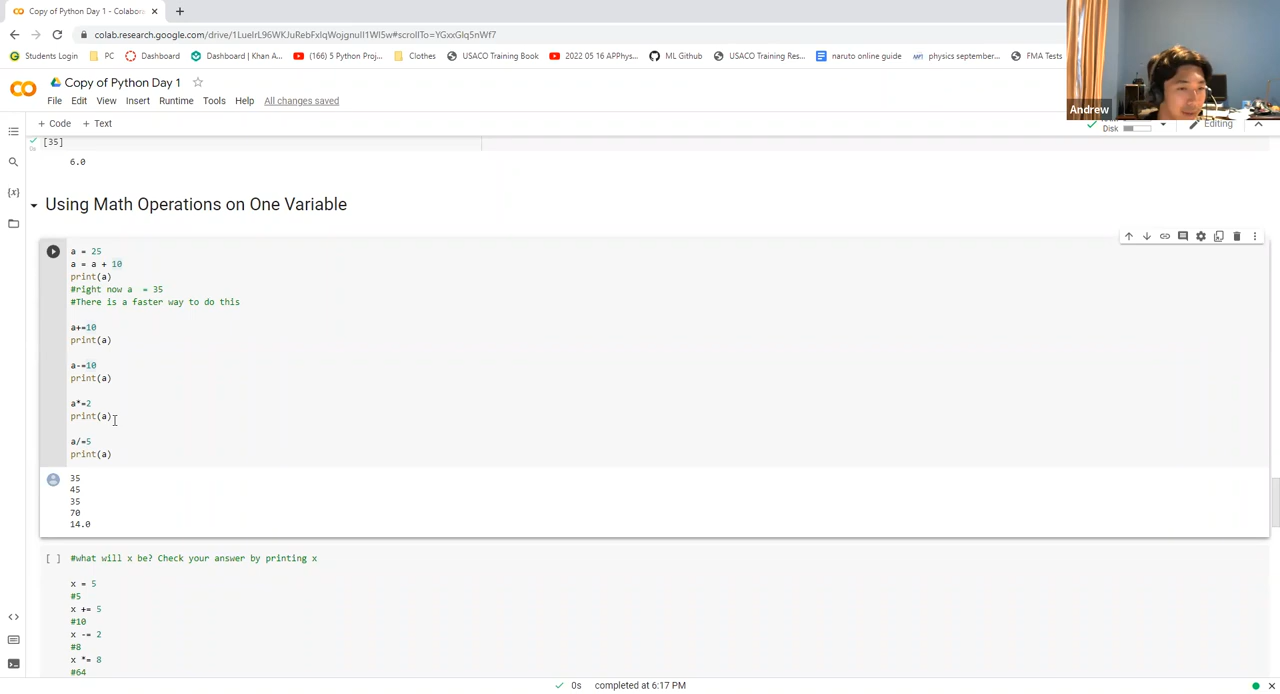 Copy of Python Day 1 - Colabora
colab.research.google.com/drive/1LueIrL96WKJuRebFxlqWojgnuIl1WI5w#scrollTo=YGxxGlq5nWf7
Students Login PC Dashboard Dashboard | Khan A... (166) 5 Python Proj... Clothes USACO Training Book 2022 05 16 APPhys... ML Github USACO Training Res... naruto online guide physics september... FMA Tests
Copy of Python Day 1
File Edit View Insert Runtime Tools Help All changes saved
Andrew
+ Code + Text
Disk
Editing
[35]
0s
6.0
Using Math Operations on One Variable
a = 25
a = a + 10
print(a)
#right now a  = 35
#There is a faster way to do this
a+=10
print(a)
a-=10
print(a)
a*=2
print(a)
a/=5
print(a)
35
45
35
70
14.0
[ ] #what will x be? Check your answer by printing x
x = 5
#5
x += 5
#10
x -= 2
#8
x *= 8
#64
0s completed at 6:17 PM